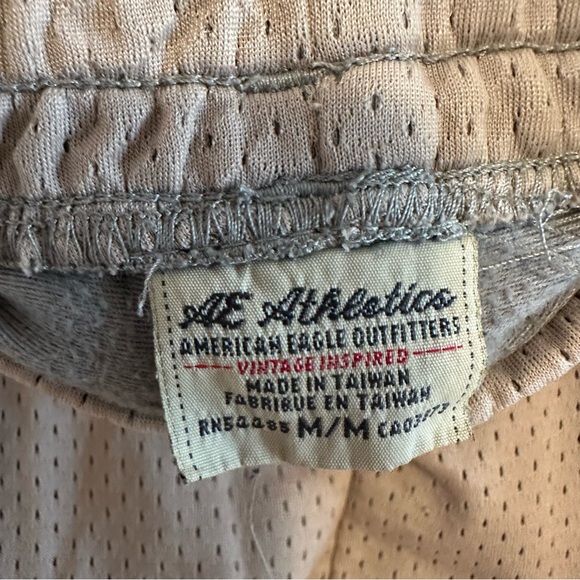 AE Athletics
AMERICAN EAGLE OUTFITTERS
VINTAGE INSPIRED
MADE IN TAIWAN
FABRIQUE EN TAIWAN
RN54485 M/M